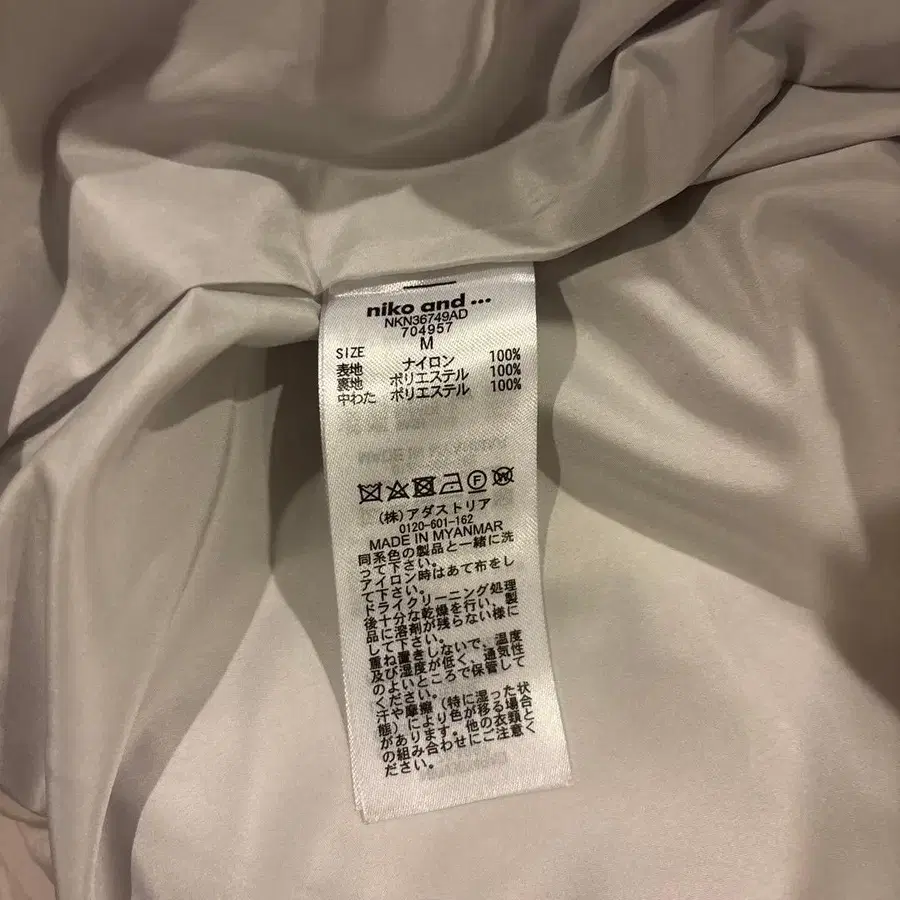 niko and ...
NKN36749AD
704957
SIZE M
表地 ナイロン 100%
裏地 ポリエステル 100%
中わた ポリエステル 100%
(株)アダストリア
0120-601-162
MADE IN MYANMAR
同系色の製品と一緒に洗
って下さい。
アイロン時はあて布をし
て下さい。
ドライクリーニング処理
後十分な乾燥を行い、製
品に溶剤が残らない様に
して下さい。
重ね置きしないで、温度
及び湿度が低く、通気性
のよいところで保管して
ください。
汗や摩擦(特に湿った状
態)により色が移る場合
があります。他の衣類と
の組み合わせにご注意く
ださい。